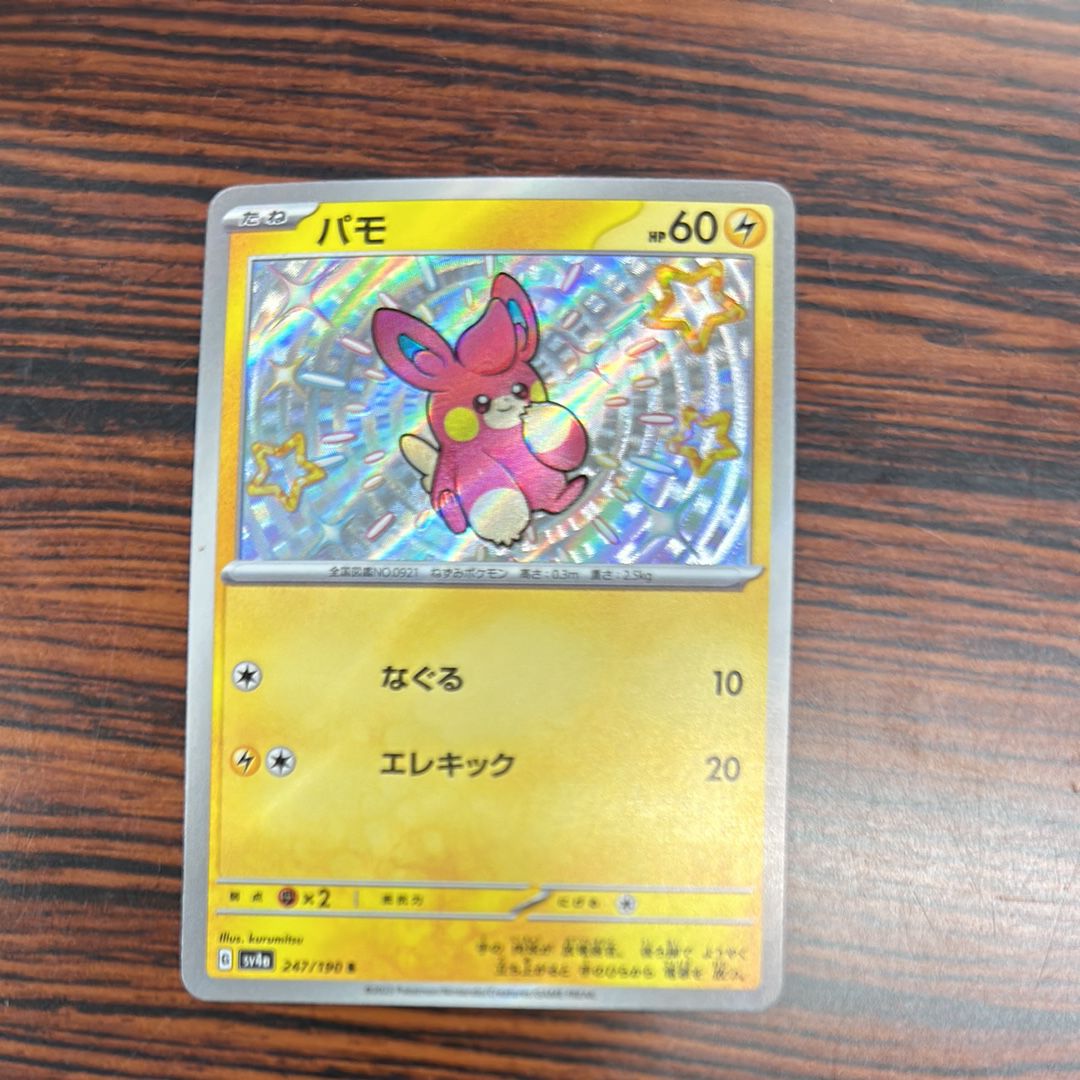 たね パモ HP 60
全国図鑑NO.0921 ねずみポケモン 高さ:0.3m 重さ:2.5kg
なぐる 10
エレキック 20
弱点 ×2 抵抗力 にげる
Illus. kurumitsu
G sv4a 247/190 S